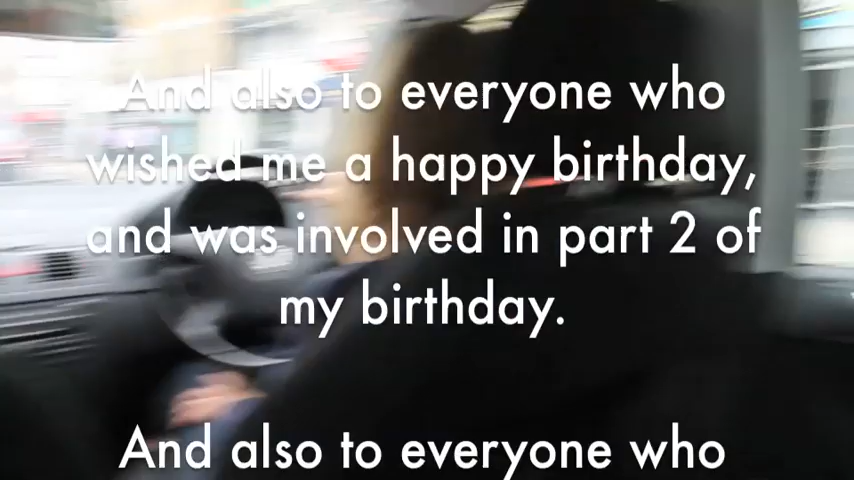 And also to everyone who
wished me a happy birthday,
and was involved in part 2 of
my birthday.
And also to everyone who